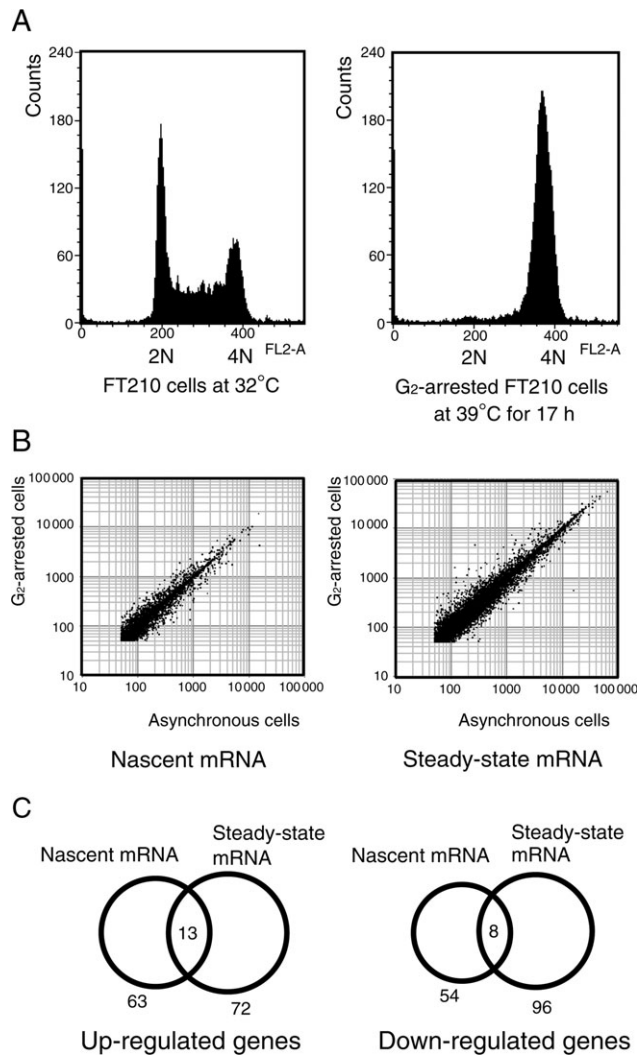 A
Counts
240
180
120
60
0
0 200 400
2N 4N FL2-A
FT210 cells at 32°C
Counts
240
180
120
60
0
0 200 400
2N 4N FL2-A
G2-arrested FT210 cells
at 39°C for 17 h
B
G2-arrested cells
100 000
10 000
1000
100
10
10 100 1000 10 000 100 000
Asynchronous cells
Nascent mRNA
G2-arrested cells
100 000
10 000
1000
100
10
10 100 1000 10 000 100 000
Asynchronous cells
Steady-state mRNA
C
Nascent mRNA
Steady-state
mRNA
13
63
72
Up-regulated genes
Nascent mRNA
Steady-state
mRNA
8
54
96
Down-regulated genes